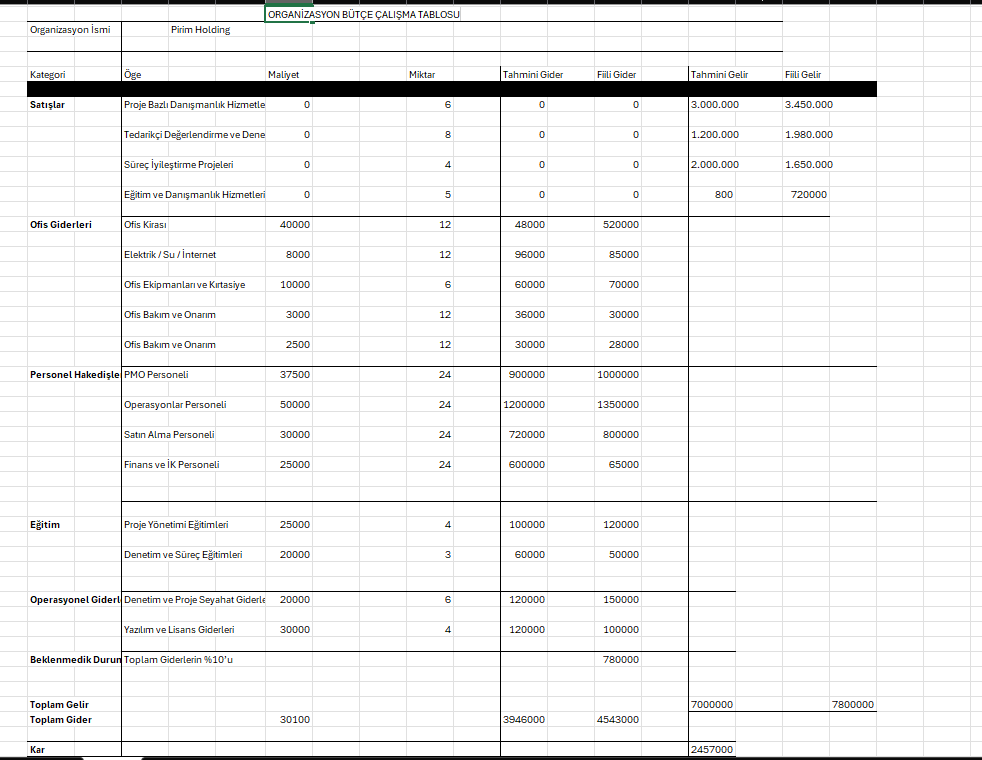 ORGANİZASYON BÜTÇE ÇALIŞMA TABLOSU
Organizasyon İsmi Pirim Holding
Kategori Öge Maliyet Miktar Tahmini Gider Fiili Gider Tahmini Gelir Fiili Gelir
Satışlar Proje Bazlı Danışmanlık Hizmetle 0 6 0 0 3.000.000 3.450.000
Tedarikçi Değerlendirme ve Dene 0 8 0 0 1.200.000 1.980.000
Süreç İyileştirme Projeleri 0 4 0 0 2.000.000 1.650.000
Eğitim ve Danışmanlık Hizmetleri 0 5 0 0 800 720000
Ofis Giderleri Ofis Kirası 40000 12 48000 520000
Elektrik / Su / İnternet 8000 12 96000 85000
Ofis Ekipmanları ve Kırtasiye 10000 6 60000 70000
Ofis Bakım ve Onarım 3000 12 36000 30000
Ofis Bakım ve Onarım 2500 12 30000 28000
Personel Hakedişle PMO Personeli 37500 24 900000 1000000
Operasyonlar Personeli 50000 24 1200000 1350000
Satın Alma Personeli 30000 24 720000 800000
Finans ve İK Personeli 25000 24 600000 65000
Eğitim Proje Yönetimi Eğitimleri 25000 4 100000 120000
Denetim ve Süreç Eğitimleri 20000 3 60000 50000
Operasyonel Giderl Denetim ve Proje Seyahat Giderle 20000 6 120000 150000
Yazılım ve Lisans Giderleri 30000 4 120000 100000
Beklenmedik Durun Toplam Giderlerin %10'u 780000
Toplam Gelir 7000000 7800000
Toplam Gider 30100 3946000 4543000
Kar 2457000